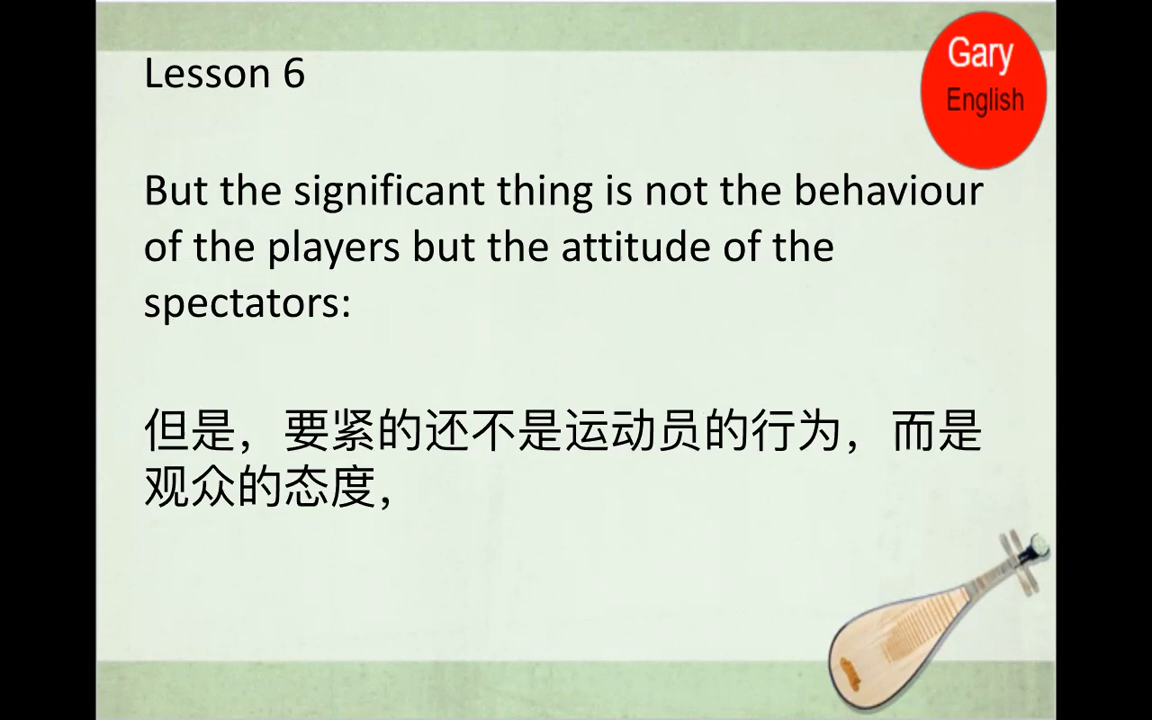 Lesson 6
Gary
English
But the significant thing is not the behaviour
of the players but the attitude of the
spectators:
但是，要紧的还不是运动员的行为，而是
观众的态度，